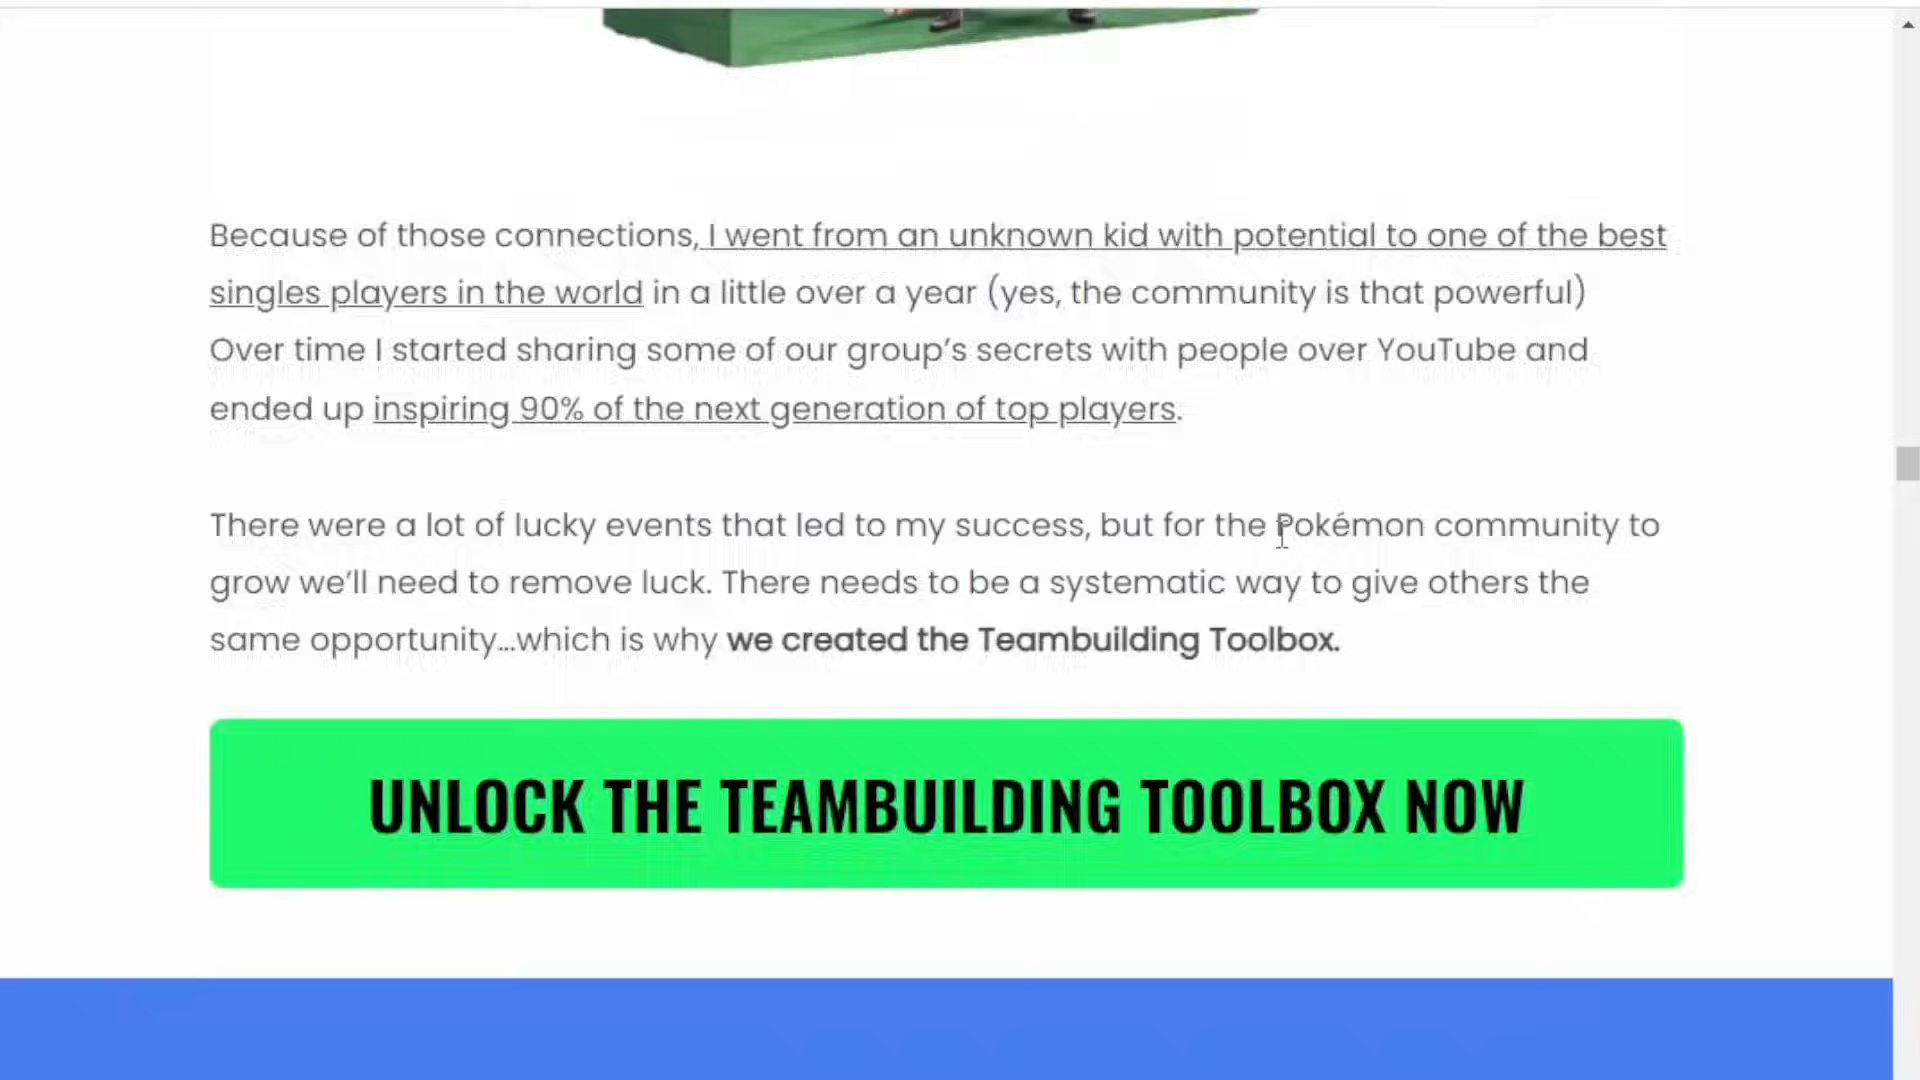 Because of those connections, I went from an unknown kid with potential to one of the best
singles players in the world in a little over a year (yes, the community is that powerful)
Over time I started sharing some of our group's secrets with people over YouTube and
ended up inspiring 90% of the next generation of top players.
There were a lot of lucky events that led to my success, but for the Pokémon community to
grow we'll need to remove luck. There needs to be a systematic way to give others the
same opportunity...which is why we created the Teambuilding Toolbox.
UNLOCK THE TEAMBUILDING TOOLBOX NOW